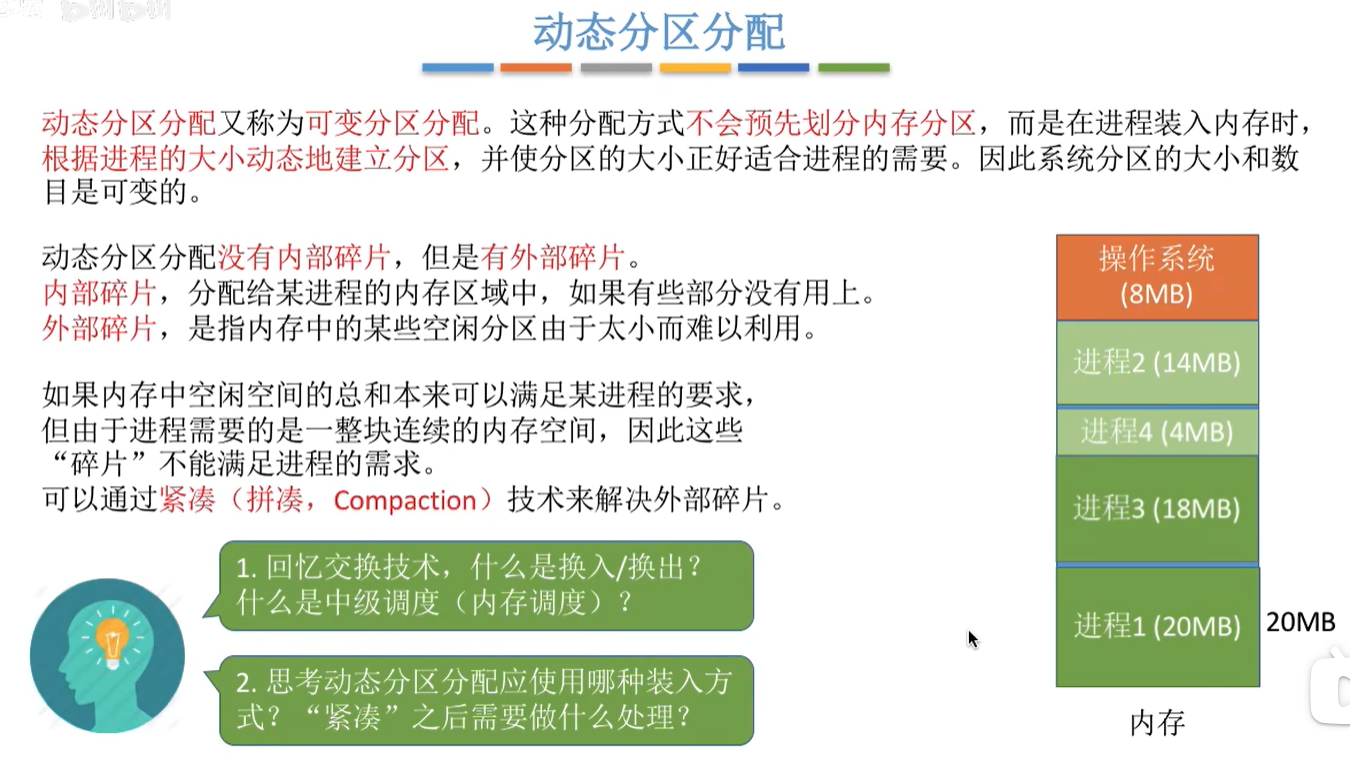 动态分区分配
动态分区分配又称为可变分区分配。这种分配方式不会预先划分内存分区，而是在进程装入内存时，
根据进程的大小动态地建立分区，并使分区的大小正好适合进程的需要。因此系统分区的大小和数
目是可变的。
动态分区分配没有内部碎片，但是有外部碎片。
内部碎片，分配给某进程的内存区域中，如果有些部分没有用上。
外部碎片，是指内存中的某些空闲分区由于太小而难以利用。
如果内存中空闲空间的总和本来可以满足某进程的要求，
但由于进程需要的是一整块连续的内存空间，因此这些
“碎片”不能满足进程的需求。
可以通过紧凑（拼凑，Compaction）技术来解决外部碎片。
1. 回忆交换技术，什么是换入/换出？
什么是中级调度（内存调度）？
2. 思考动态分区分配应使用哪种装入方
式？“紧凑”之后需要做什么处理？
操作系统
(8MB)
进程2 (14MB)
进程4 (4MB)
进程3 (18MB)
进程1 (20MB)
20MB
内存